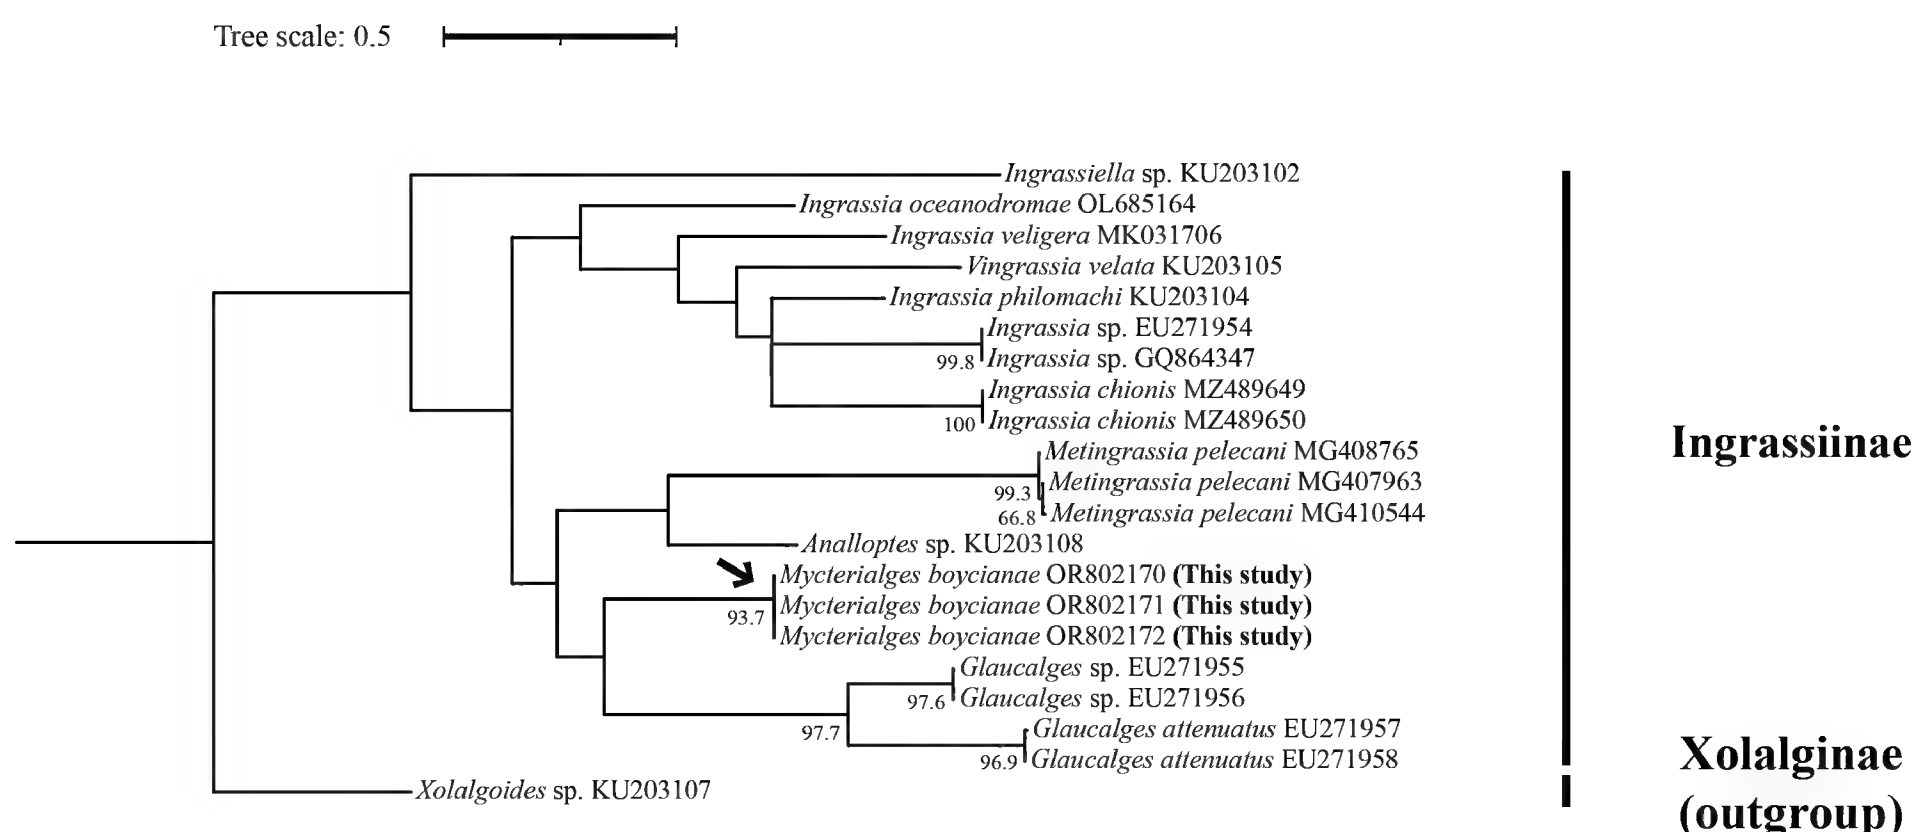 Tree scale: 0.5
Ingrassiella sp. KU203102
Ingrassia oceanodromae OL685164
Ingrassia veligera MK031706
Vingrassia velata KU203105
Ingrassia philomachi KU203104
Ingrassia sp. EU271954
99.8 Ingrassia sp. GQ864347
Ingrassia chionis MZ489649
100 Ingrassia chionis MZ489650
Ingrassiinae
Metingrassia pelecani MG408765
99.3 Metingrassia pelecani MG407963
66.8 Metingrassia pelecani MG410544
Analloptes sp. KU203108
Mycterialges boycianae OR802170 (This study)
93.7 Mycterialges boycianae OR802171 (This study)
Mycterialges boycianae OR802172 (This study)
Glaucalges sp. EU271955
97.6 Glaucalges sp. EU271956
97.7 Glaucalges attenuatus EU271957
96.9 Glaucalges attenuatus EU271958
Xolalgoides sp. KU203107
Xolalginae
(outgroup)